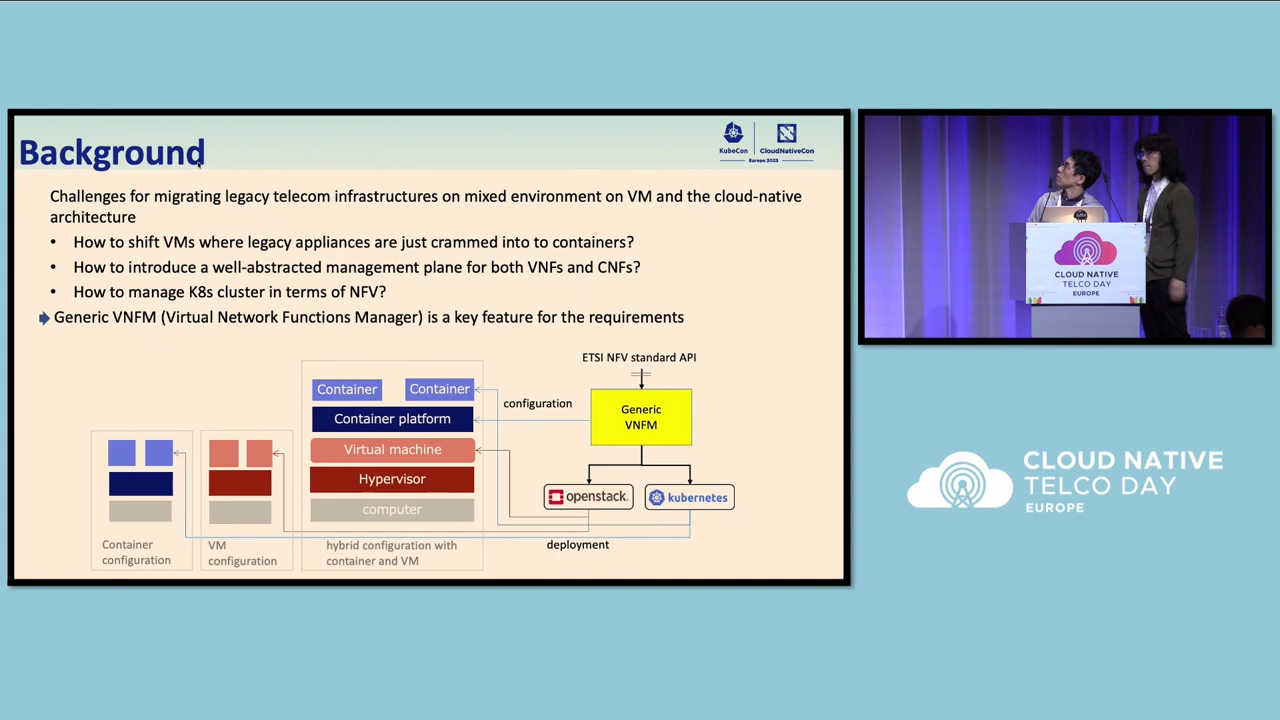 Background
KubeCon
CloudNativeCon
Europe 2023
Challenges for migrating legacy telecom infrastructures on mixed environment on VM and the cloud-native
architecture
• How to shift VMs where legacy appliances are just crammed into to containers?
• How to introduce a well-abstracted management plane for both VNFs and CNFs?
• How to manage K8s cluster in terms of NFV?
Generic VNFM (Virtual Network Functions Manager) is a key feature for the requirements
ETSI NFV standard API
Container
Container
configuration
Generic
VNFM
Container platform
Virtual machine
Hypervisor
computer
openstack.
kubernetes
Container
configuration
VM
configuration
hybrid configuration with
container and VM
deployment
CLOUD NATIVE
TELCO DAY
EUROPE
CLOUD NATIVE
TELCO DAY
EUROPE